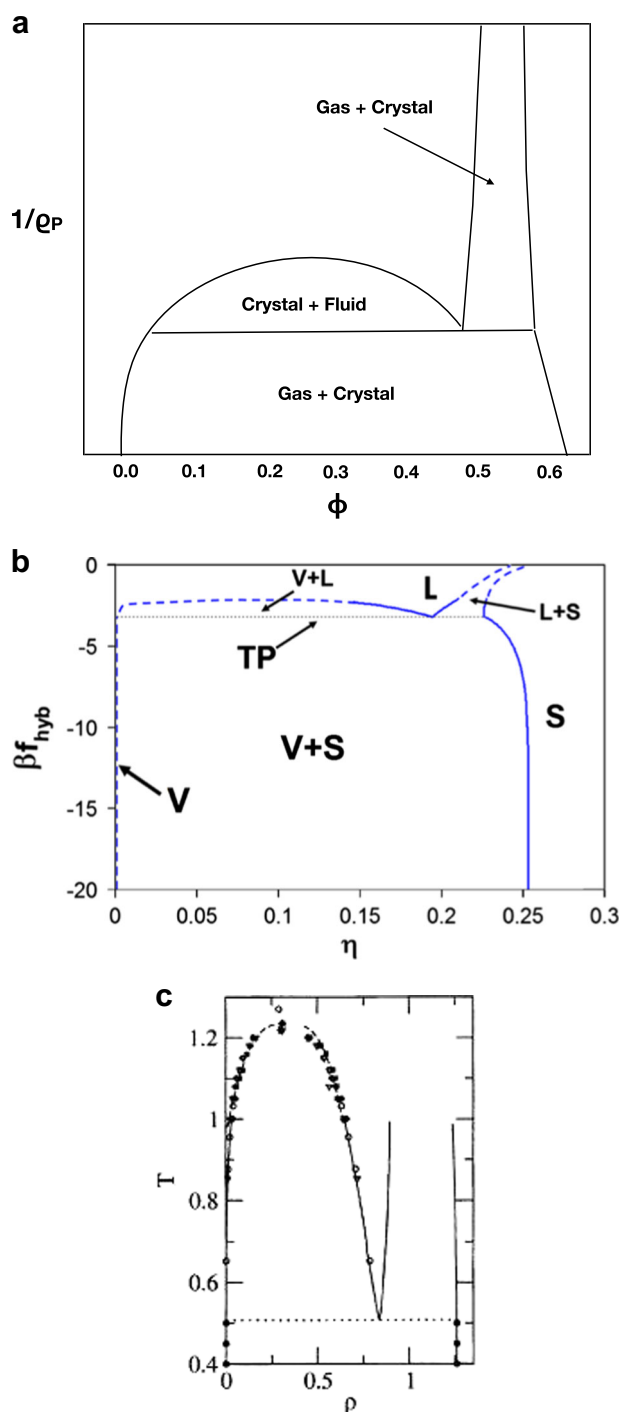 a
Gas + Crystal
1/ϱP
Crystal + Fluid
Gas + Crystal
0.0 0.1 0.2 0.3 0.4 0.5 0.6
ϕ
b
0
V+L
L
L+S
-5
TP
βfhyb
-10
V+S
S
V
-15
-20
0 0.05 0.1 0.15 0.2 0.25 0.3
η
c
1.2
1
T
0.8
0.6
0.4
0 0.5 1
ρ